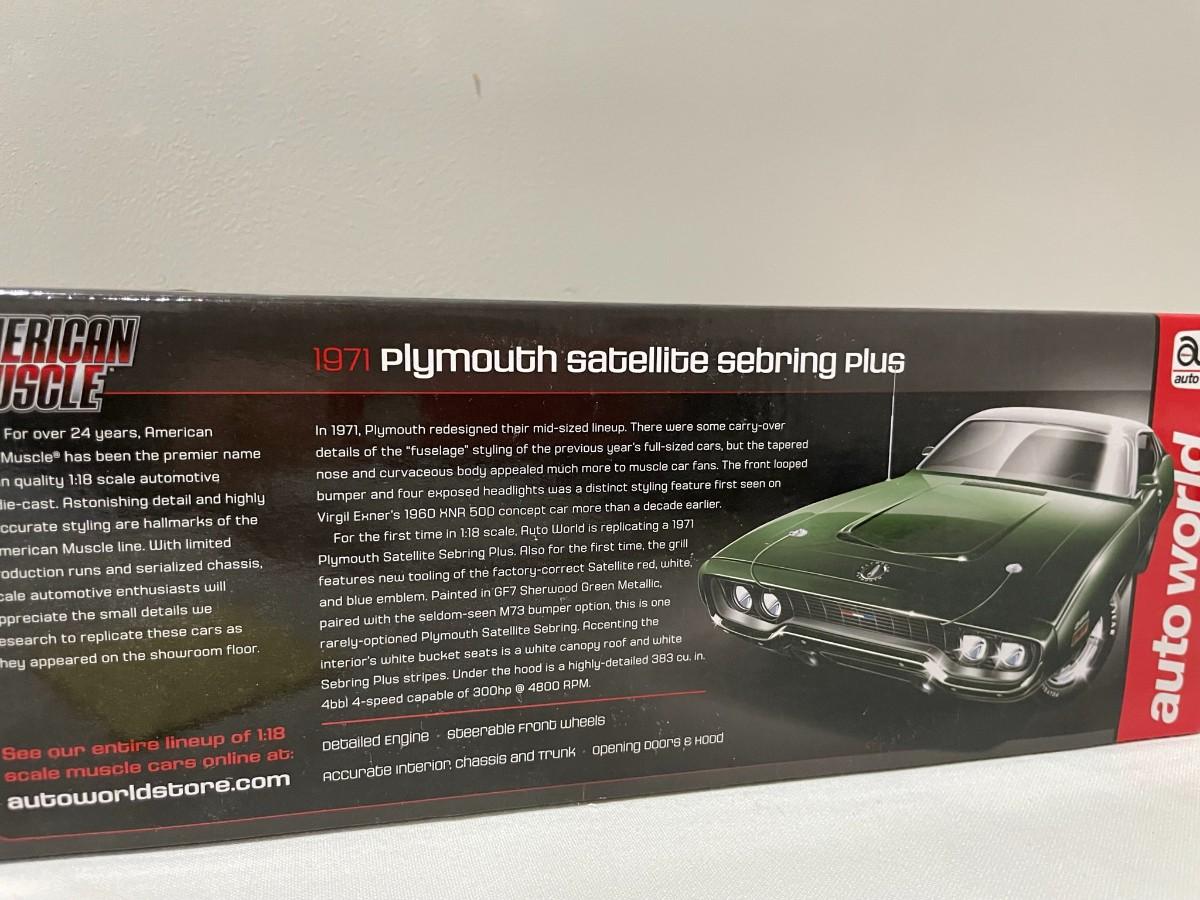 ERICAN
USCLE
1971 Plymouth satellite sebring plus
For over 24 years, American
Muscle® has been the premier name
n quality 1:18 scale automotive
die-cast. Astonishing detail and highly
ccurate styling are hallmarks of the
merican Muscle line. With limited
roduction runs and serialized chassis,
cale automotive enthusiasts will
ppreciate the small details we
esearch to replicate these cars as
hey appeared on the showroom floor.
See our entire lineup of 1:18
scale muscle cars online at:
autoworldstore.com
In 1971, Plymouth redesigned their mid-sized lineup. There were some carry-over
details of the "fuselage" styling of the previous year's full-sized cars, but the tapered
nose and curvaceous body appealed much more to muscle car fans. The front looped
bumper and four exposed headlights was a distinct styling feature first seen on
Virgil Exner's 1960 XNR 500 concept car more than a decade earlier.
For the first time in 1:18 scale, Auto World is replicating a 1971
Plymouth Satellite Sebring Plus. Also for the first time, the grill
features new tooling of the factory-correct Satellite red, white,
and blue emblem. Painted in GF7 Sherwood Green Metallic,
paired with the seldom-seen M73 bumper option, this is one
rarely-optioned Plymouth Satellite Sebring. Accenting the
interior's white bucket seats is a white canopy roof and white
Sebring Plus stripes. Under the hood is a highly-detailed 383 cu. in.
4bbl 4-speed capable of 300hp @ 4800 RPM.
Detailed Engine · Steerable Front Wheels
Accurate Interior, Chassis and Trunk · Opening Doors & Hood
auto
auto world